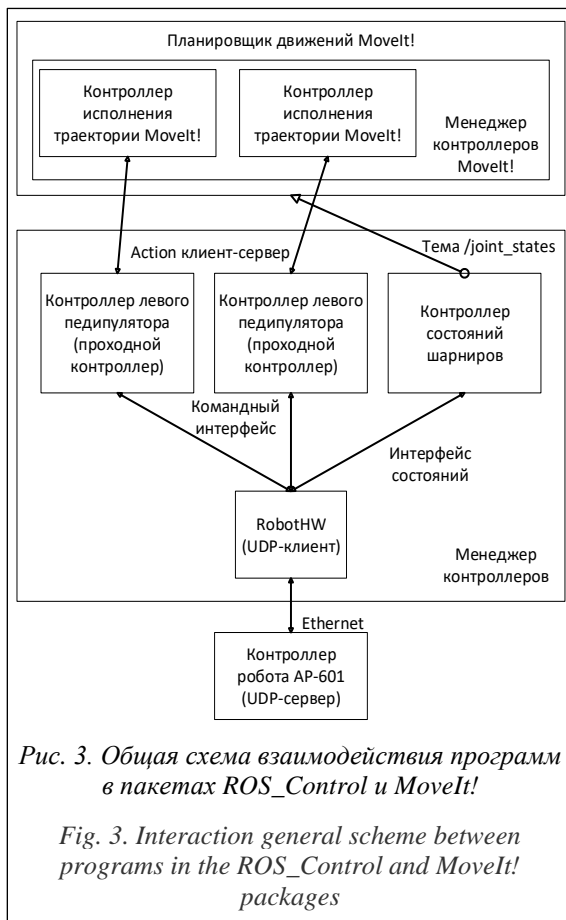 Планировщик движений MoveIt!
Контроллер
исполнения
траектории MoveIt!
Контроллер
исполнения
траектории MoveIt!
Менеджер
контроллеров
MoveIt!
Action клиент-сервер
Тема /joint_states
Контроллер левого
педипулятора
(проходной
контроллер)
Контроллер левого
педипулятора
(проходной
контроллер)
Контроллер
состояний
шарниров
Командный
интерфейс
Интерфейс
состояний
RobotHW
(UDP-клиент)
Менеджер
контроллеров
Ethernet
Контроллер
робота АР-601
(UDP-сервер)
Рис. 3. Общая схема взаимодействия программ
в пакетах ROS_Control и MoveIt!
Fig. 3. Interaction general scheme between
programs in the ROS_Control and MoveIt!
packages